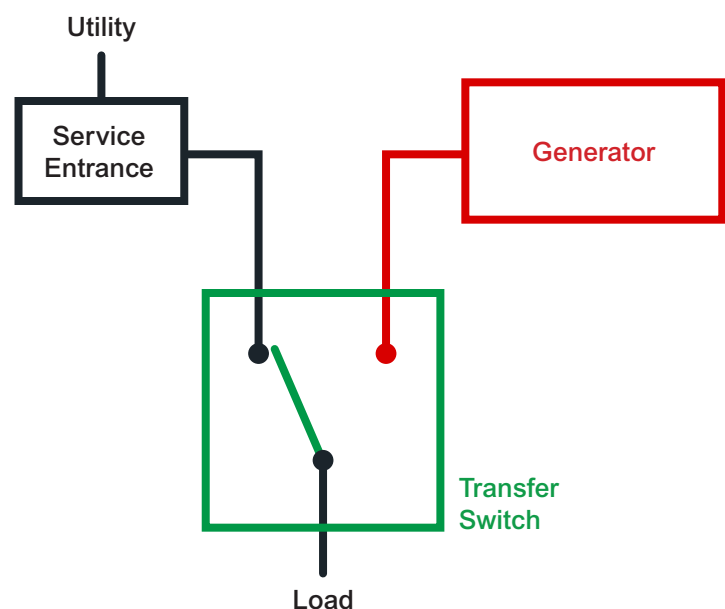 Utility
Service
Entrance
Generator
Transfer
Switch
Load